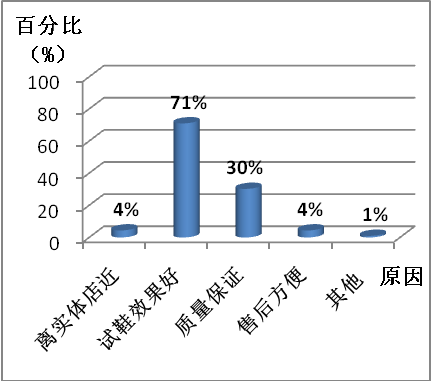 百分比
（%）
100
80
60
40
20
0
4%
71%
30%
4%
1%
离实体店近
试鞋效果好
质量保证
售后方便
其他
原因